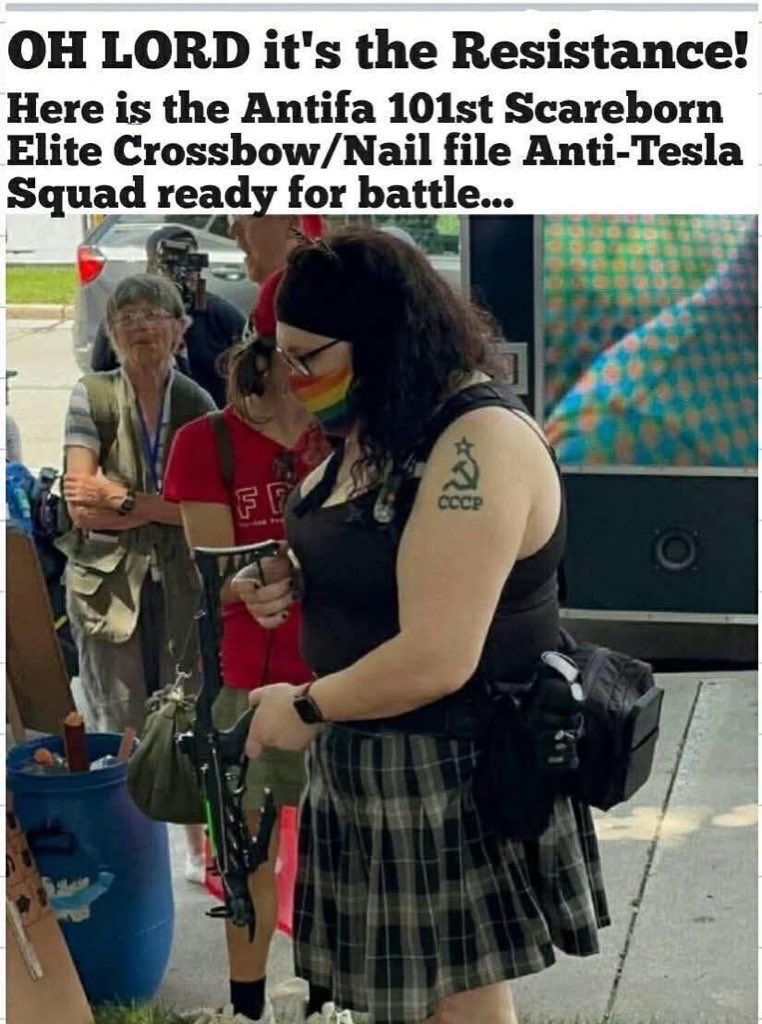 OH LORD it's the Resistance!
Here is the Antifa 101st Scareborn
Elite Crossbow/Nail file Anti-Tesla
Squad ready for battle...
CCCP